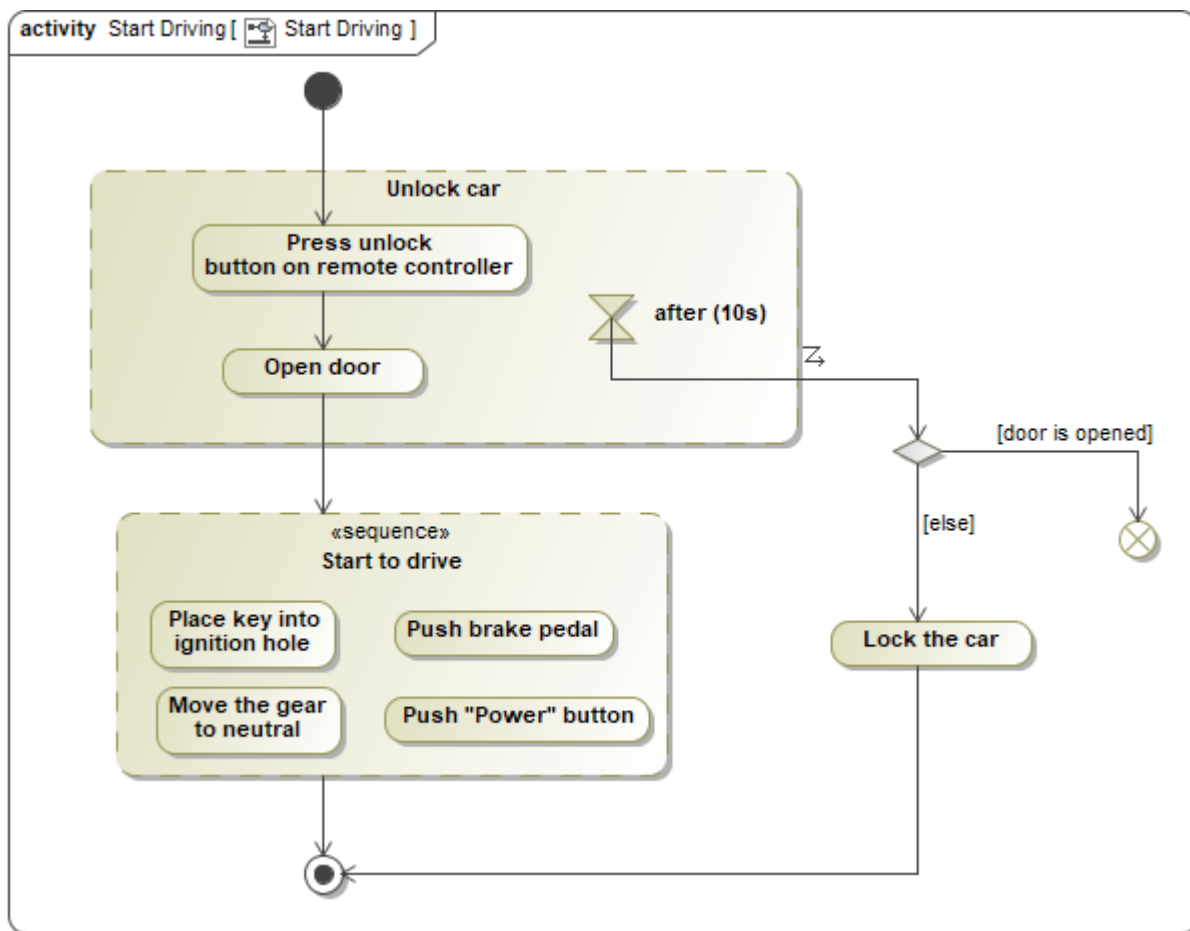 activity Start Driving [ Start Driving ]
Unlock car
Press unlock
button on remote controller
after (10s)
Open door
[door is opened]
[else]
«sequence»
Start to drive
Place key into
ignition hole
Push brake pedal
Lock the car
Move the gear
to neutral
Push "Power" button